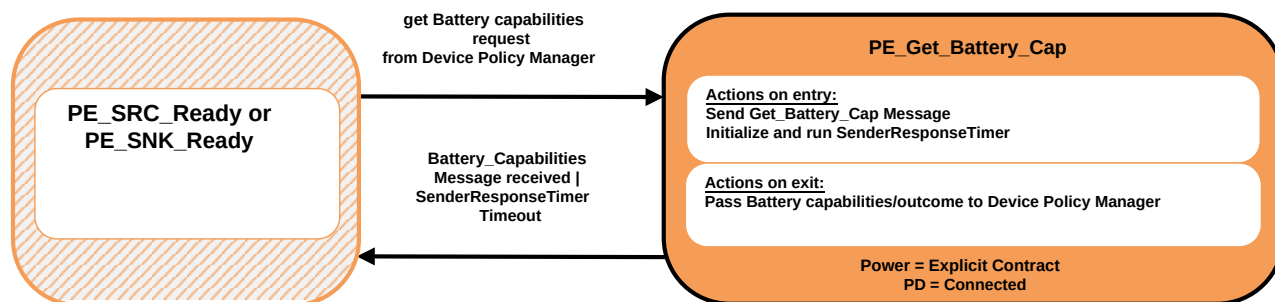 get Battery capabilities
request
from Device Policy Manager
PE_SRC_Ready or
PE_SNK_Ready
Battery_Capabilities
Message received |
SenderResponseTimer
Timeout
PE_Get_Battery_Cap
Actions on entry:
Send Get_Battery_Cap Message
Initialize and run SenderResponseTimer
Actions on exit:
Pass Battery capabilities/outcome to Device Policy Manager
Power = Explicit Contract
PD = Connected